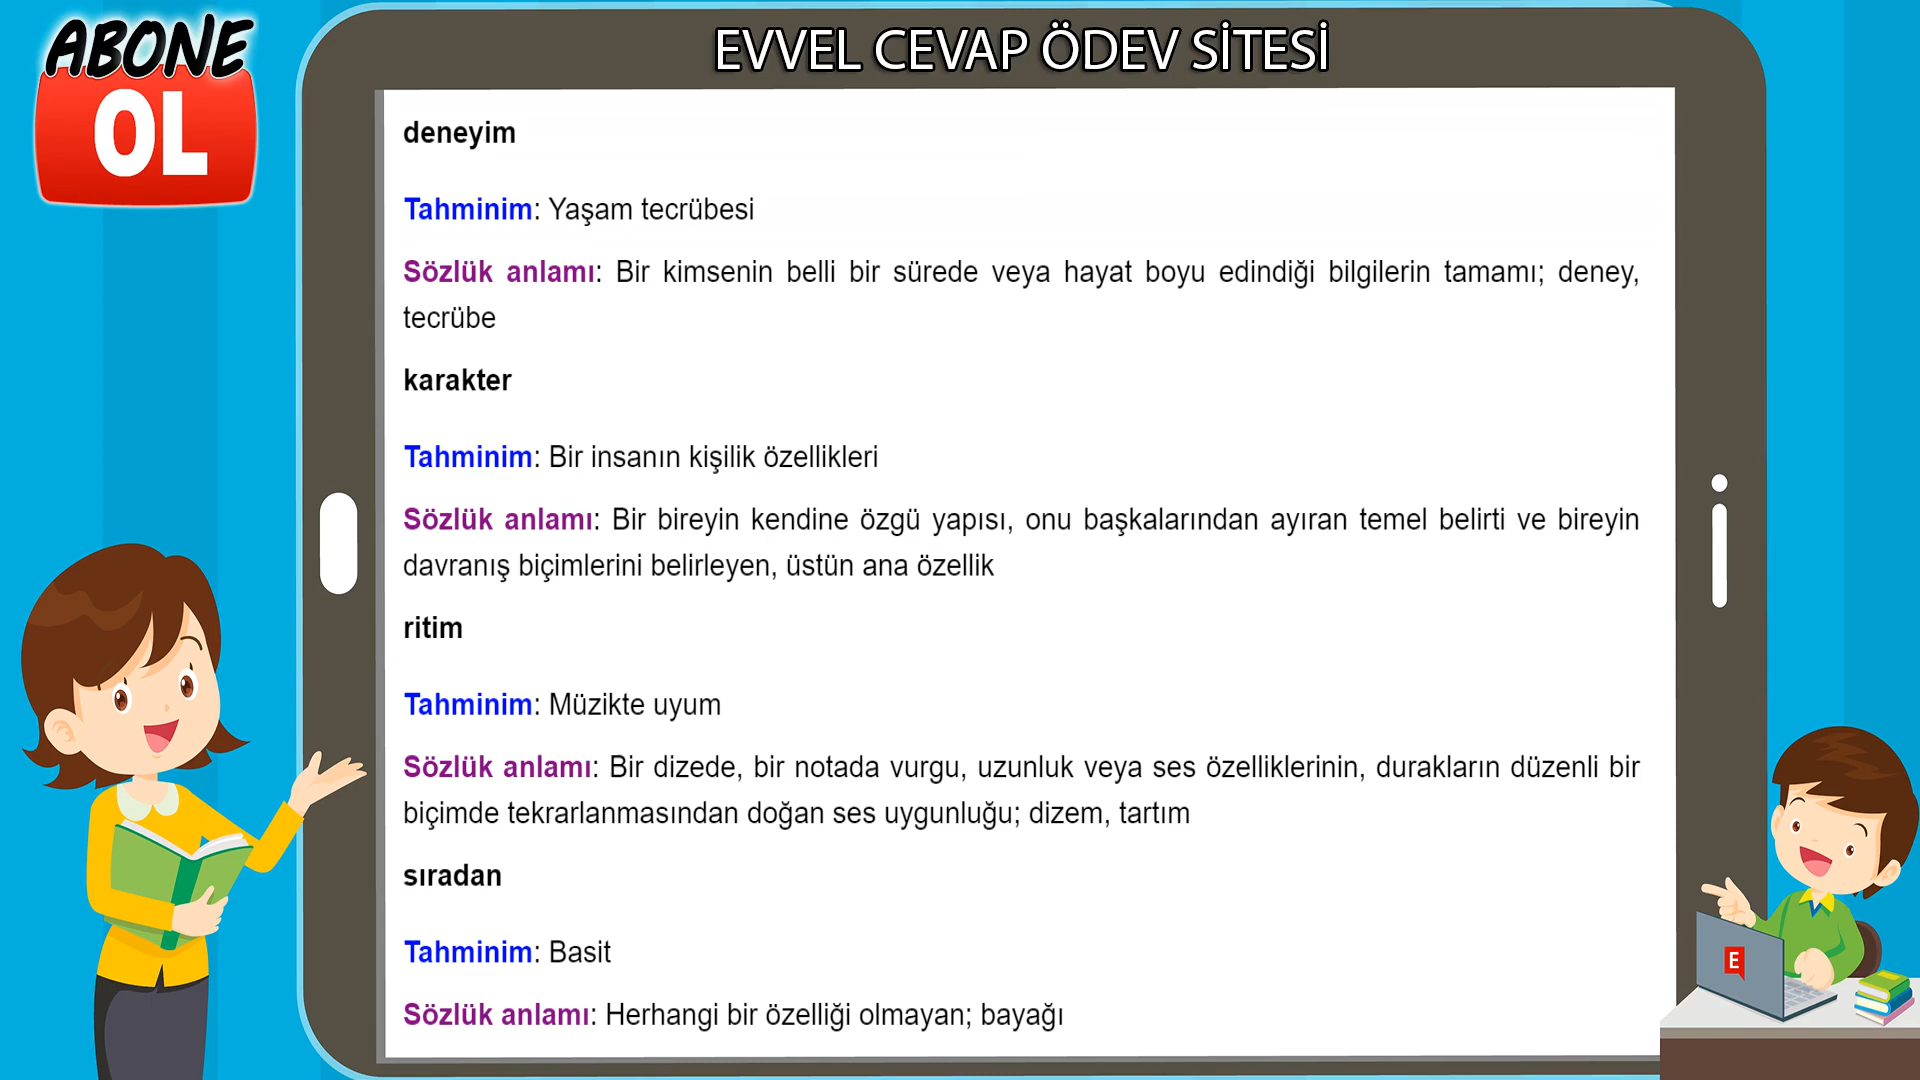 ABONE
OL
EVVEL CEVAP ÖDEV SİTESİ
deneyim
Tahminim: Yaşam tecrübesi
Sözlük anlamı: Bir kimsenin belli bir sürede veya hayat boyu edindiği bilgilerin tamamı; deney,
tecrübe
karakter
Tahminim: Bir insanın kişilik özellikleri
Sözlük anlamı: Bir bireyin kendine özgü yapısı, onu başkalarından ayıran temel belirti ve bireyin
davranış biçimlerini belirleyen, üstün ana özellik
ritim
Tahminim: Müzikte uyum
Sözlük anlamı: Bir dizede, bir notada vurgu, uzunluk veya ses özelliklerinin, durakların düzenli bir
biçimde tekrarlanmasından doğan ses uygunluğu; dizem, tartım
sıradan
Tahminim: Basit
Sözlük anlamı: Herhangi bir özelliği olmayan; bayağı
E